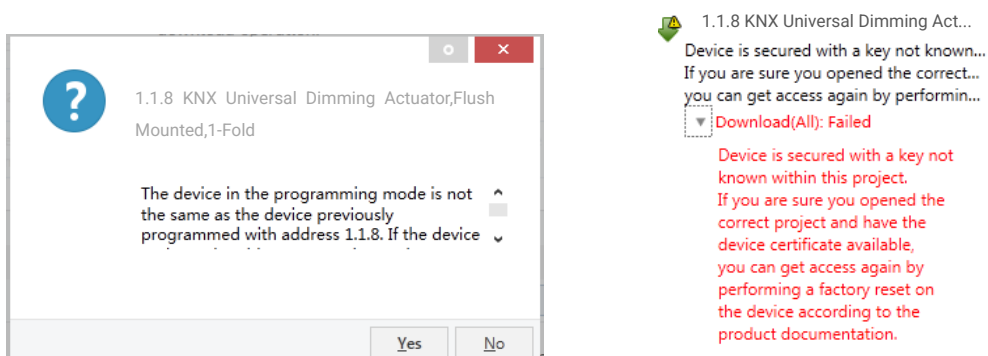 1.1.8 KNX Universal Dimming Actuator,Flush
Mounted,1-Fold
The device in the programming mode is not
the same as the device previously
programmed with address 1.1.8. If the device
Yes
No
1.1.8 KNX Universal Dimming Act...
Device is secured with a key not known...
If you are sure you opened the correct...
you can get access again by performin...
Download(All): Failed
Device is secured with a key not
known within this project.
If you are sure you opened the
correct project and have the
device certificate available,
you can get access again by
performing a factory reset on
the device according to the
product documentation.